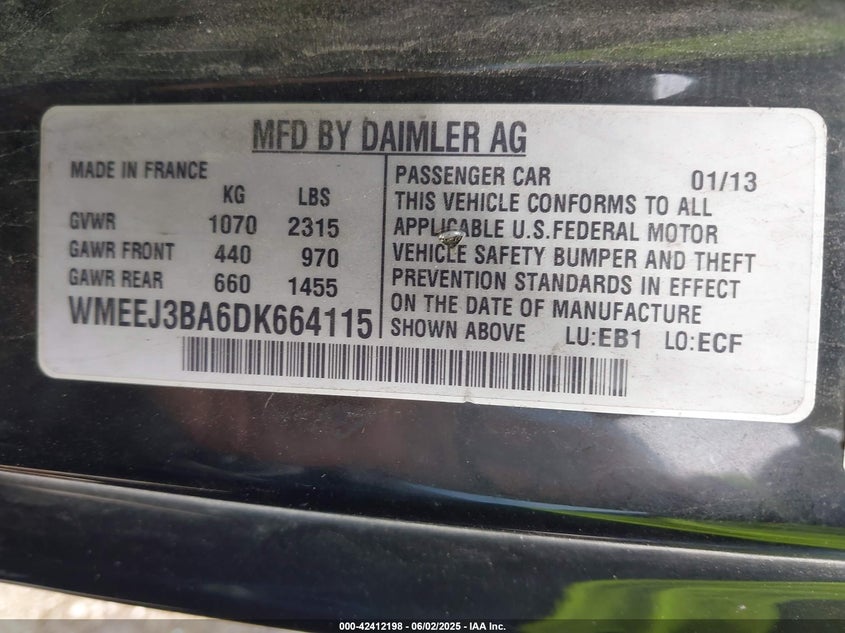 MFD BY DAIMLER AG
MADE IN FRANCE
KG LBS
GVWR 1070 2315
GAWR FRONT 440 970
GAWR REAR 660 1455
WMEEJ3BA6DK664115
PASSENGER CAR 01/13
THIS VEHICLE CONFORMS TO ALL
APPLICABLE U.S.FEDERAL MOTOR
VEHICLE SAFETY BUMPER AND THEFT
PREVENTION STANDARDS IN EFFECT
ON THE DATE OF MANUFACTURE
SHOWN ABOVE LU:EB1 LO:ECF
000-42412198 - 06/02/2025 - IAA Inc.